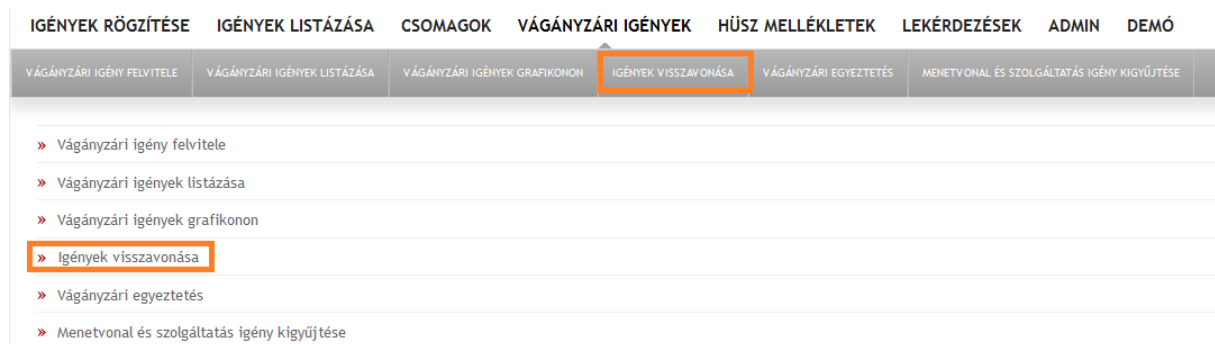 IGÉNYEK RÖGZÍTÉSE IGÉNYEK LISTÁZÁSA CSOMAGOK VÁGÁNYZÁRI IGÉNYEK HÜSZ MELLÉKLETEK LEKÉRDEZÉSEK ADMIN DEMÓ
VÁGÁNYZÁRI IGÉNY FELVITELE VÁGÁNYZÁRI IGÉNYEK LISTÁZÁSA VÁGÁNYZÁRI IGÉNYEK GRAFIKONON IGÉNYEK VISSZAVONÁSA VÁGÁNYZÁRI EGYEZTETÉS MENETVONAL ÉS SZOLGÁLTATÁS IGÉNY KIGYŰJTÉSE
» Vágányzári igény felvitele
» Vágányzári igények listázása
» Vágányzári igények grafikonon
» Igények visszavonása
» Vágányzári egyeztetés
» Menetvonal és szolgáltatás igény kigyűjtése